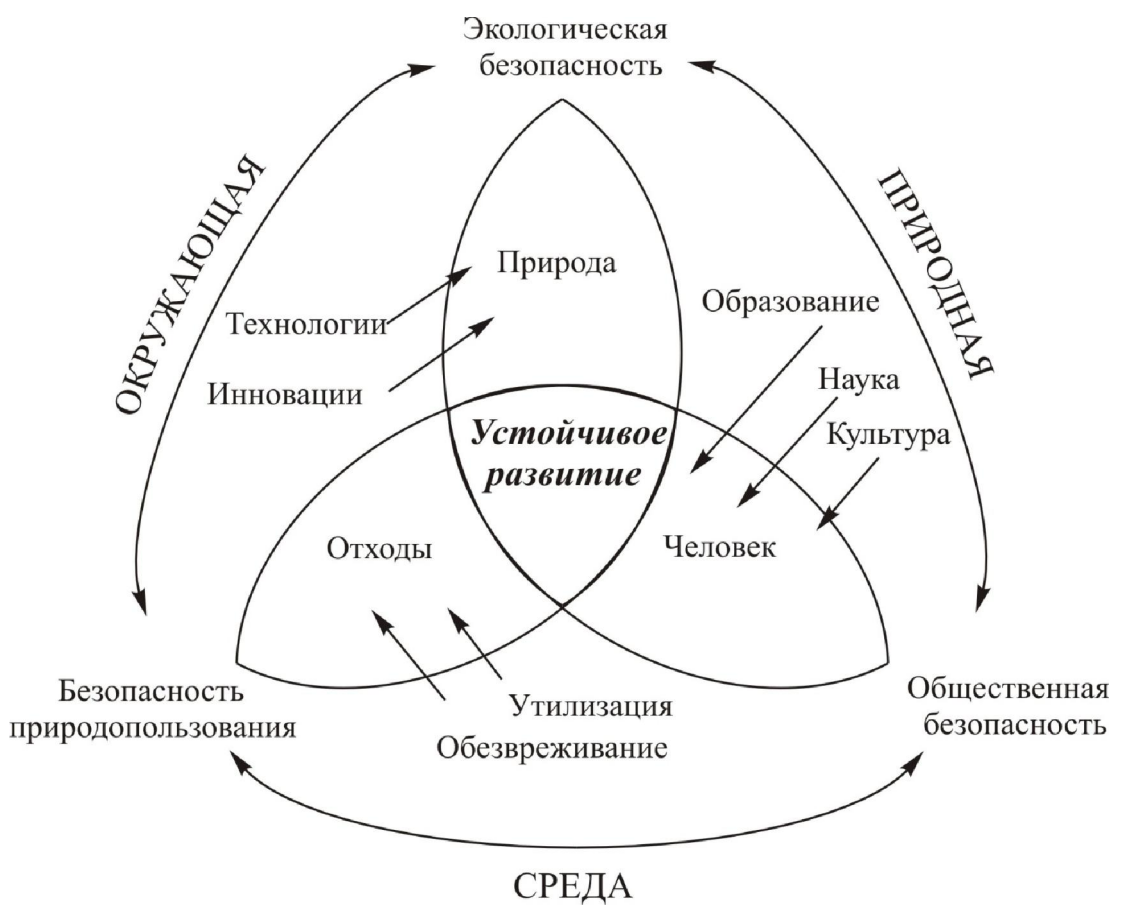 Экологическая
безопасность
ОКРУЖАЮЩАЯ
ПРИРОДНАЯ
Природа
Технологии
Инновации
Образование
Наука
Культура
Устойчивое
развитие
Отходы
Человек
Безопасность
природопользования
Утилизация
Обезвреживание
Общественная
безопасность
СРЕДА